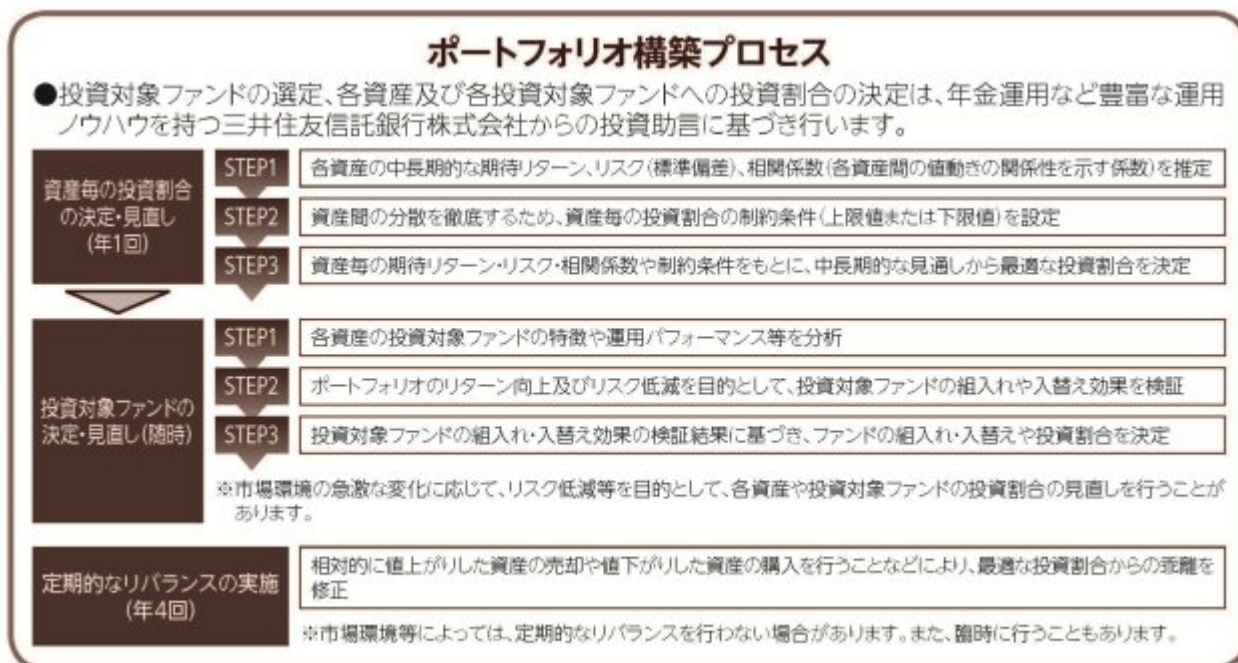 ポートフォリオ構築プロセス
●投資対象ファンドの選定、各資産及び各投資対象ファンドへの投資割合の決定は、年金運用など豊富な運用
ノウハウを持つ三井住友信託銀行株式会社からの投資助言に基づき行います。
資産毎の投資割合
の決定・見直し
(年1回)
STEP1
各資産の中長期的な期待リターン、リスク(標準偏差)、相関係数(各資産間の値動きの関係性を示す係数)を推定
STEP2
資産間の分散を徹底するため、資産毎の投資割合の制約条件(上限値または下限値)を設定
STEP3
資産毎の期待リターン・リスク・相関係数や制約条件をもとに、中長期的な見通しから最適な投資割合を決定
投資対象ファンドの
決定・見直し(随時)
STEP1
各資産の投資対象ファンドの特徴や運用パフォーマンス等を分析
STEP2
ポートフォリオのリターン向上及びリスク低減を目的として、投資対象ファンドの組入れや入替え効果を検証
STEP3
投資対象ファンドの組入れ・入替え効果の検証結果に基づき、ファンドの組入れ・入替えや投資割合を決定
※市場環境の急激な変化に応じて、リスク低減等を目的として、各資産や投資対象ファンドの投資割合の見直しを行うことが
あります。
定期的なリバランスの実施
(年4回)
相対的に値上がりした資産の売却や値下がりした資産の購入を行うことなどにより、最適な投資割合からの乖離を
修正
※市場環境等によっては、定期的なリバランスを行わない場合があります。また、臨時に行うこともあります。